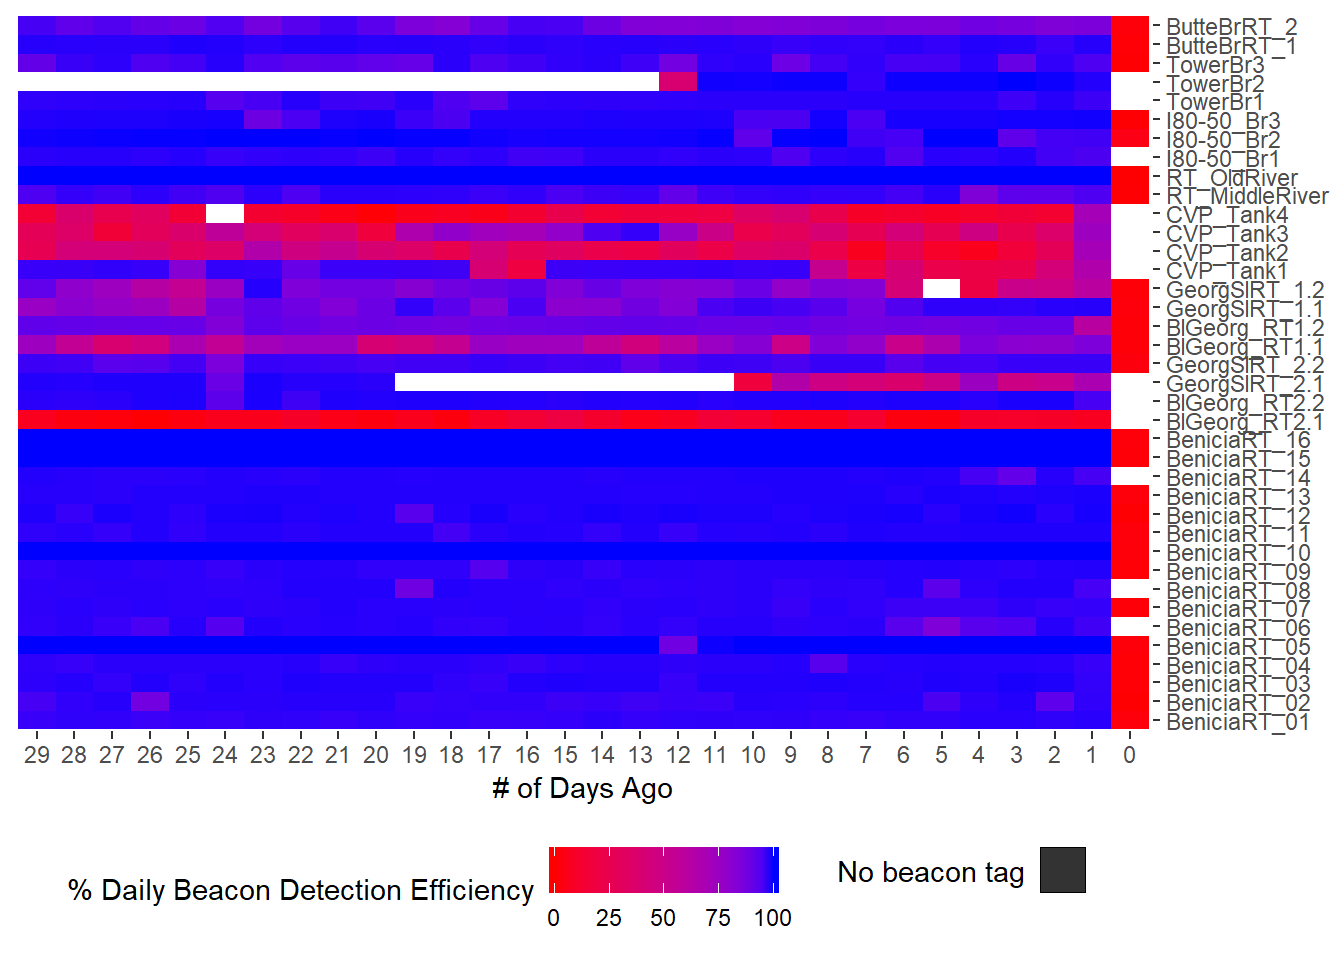 ButteBrRT_2
ButteBrRT_1
TowerBr3
TowerBr2
TowerBr1
I80-50_Br3
I80-50_Br2
I80-50_Br1
RT_OldRiver
RT_MiddleRiver
CVP_Tank4
CVP_Tank3
CVP_Tank2
CVP_Tank1
GeorgSlRT_1.2
GeorgSlRT_1.1
BlGeorg_RT1.2
BlGeorg_RT1.1
GeorgSlRT_2.2
GeorgSlRT_2.1
BlGeorg_RT2.2
BlGeorg_RT2.1
BeniciaRT_16
BeniciaRT_15
BeniciaRT_14
BeniciaRT_13
BeniciaRT_12
BeniciaRT_11
BeniciaRT_10
BeniciaRT_09
BeniciaRT_08
BeniciaRT_07
BeniciaRT_06
BeniciaRT_05
BeniciaRT_04
BeniciaRT_03
BeniciaRT_02
BeniciaRT_01
29 28 27 26 25 24 23 22 21 20 19 18 17 16 15 14 13 12 11 10 9 8 7 6 5 4 3 2 1 0
# of Days Ago
% Daily Beacon Detection Efficiency
0 25 50 75 100
No beacon tag